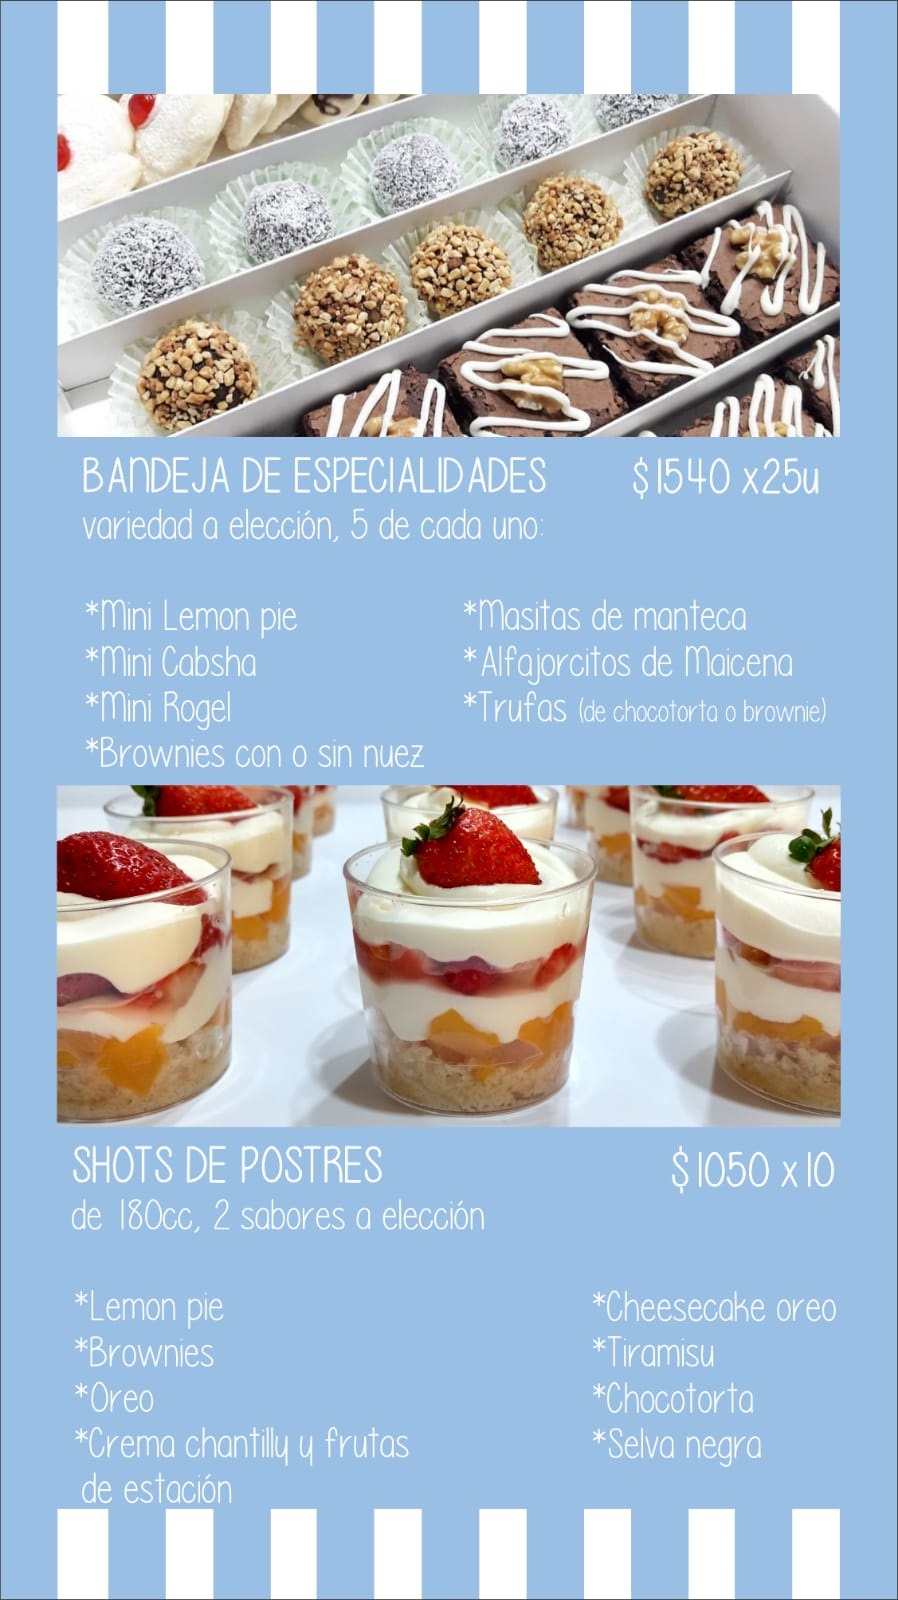 BANDEJA DE ESPECIALIDADES $1540 x25u
variedad a elección, 5 de cada uno:
*Mini Lemon pie
*Mini Cabsha
*Mini Rogel
*Brownies con o sin nuez
*Masitas de manteca
*Alfajorcitos de Maicena
*Trufas (de chocotorta o brownie)
SHOTS DE POSTRES $1050 x10
de 180cc, 2 sabores a elección
*Lemon pie
*Brownies
*Oreo
*Crema chantilly y frutas
de estación
*Cheesecake oreo
*Tiramisu
*Chocotorta
*Selva negra